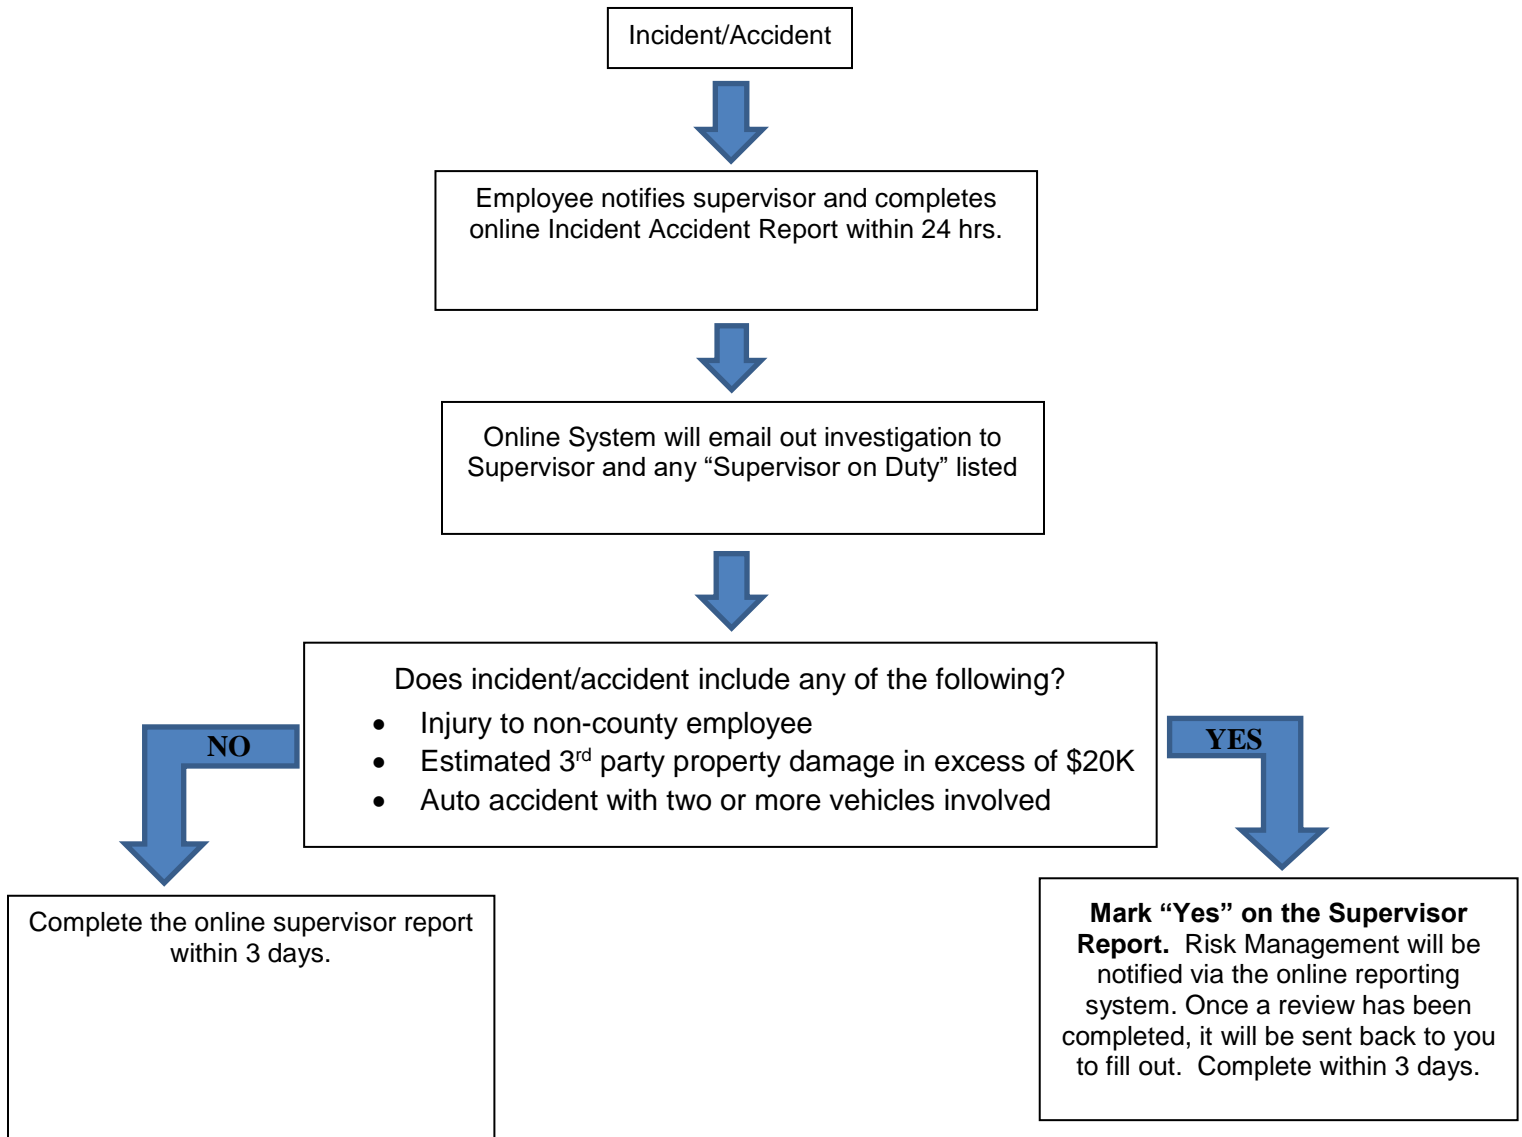 Incident/Accident
Employee notifies supervisor and completes
online Incident Accident Report within 24 hrs.
Online System will email out investigation to
Supervisor and any “Supervisor on Duty” listed
Does incident/accident include any of the following?
• Injury to non-county employee
• Estimated 3rd party property damage in excess of $20K
• Auto accident with two or more vehicles involved
NO
YES
Complete the online supervisor report
within 3 days.
Mark “Yes” on the Supervisor
Report. Risk Management will be
notified via the online reporting
system. Once a review has been
completed, it will be sent back to you
to fill out. Complete within 3 days.